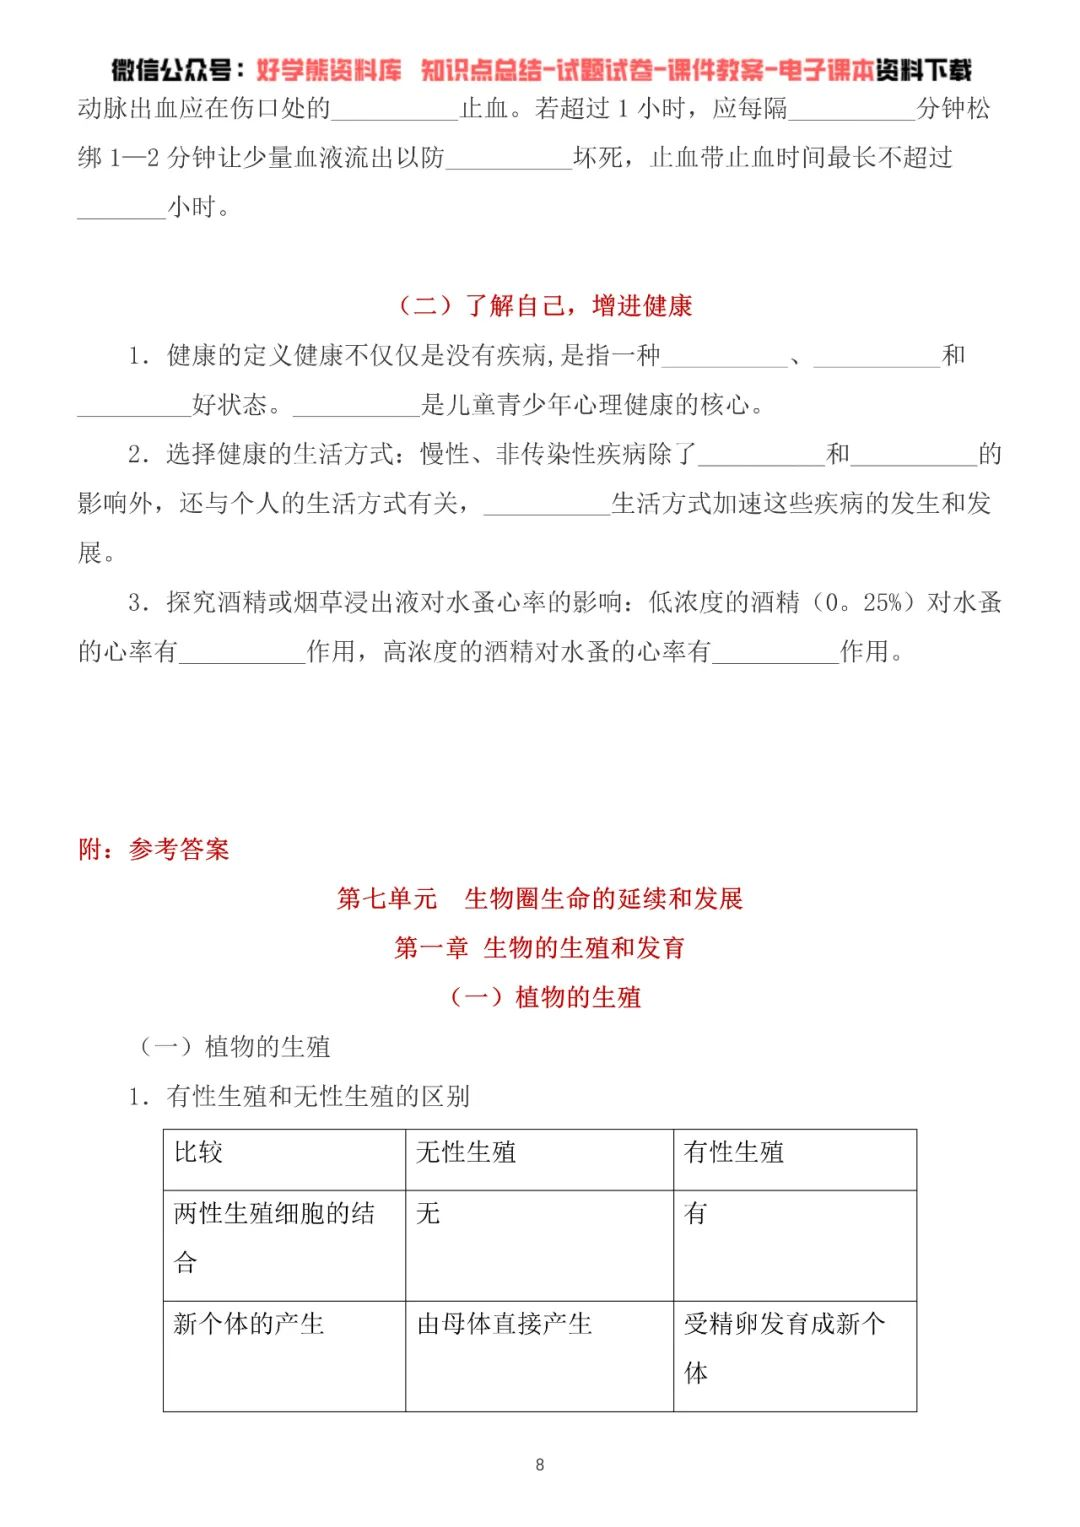 微信公众号：好学熊资料库 知识点总结-试题试卷-课件教案-电子课本资料下载
动脉出血应在伤口处的__________止血。若超过 1 小时，应每隔__________分钟松
绑 1—2 分钟让少量血液流出以防__________坏死，止血带止血时间最长不超过
_______小时。
（二）了解自己，增进健康
1．健康的定义健康不仅仅是没有疾病,是指一种__________、__________和
_________好状态。__________是儿童青少年心理健康的核心。
2．选择健康的生活方式：慢性、非传染性疾病除了__________和__________的
影响外，还与个人的生活方式有关，__________生活方式加速这些疾病的发生和发
展。
3．探究酒精或烟草浸出液对水蚤心率的影响：低浓度的酒精（0。25%）对水蚤
的心率有__________作用，高浓度的酒精对水蚤的心率有__________作用。
附：参考答案
第七单元 生物圈生命的延续和发展
第一章 生物的生殖和发育
（一）植物的生殖
（一）植物的生殖
1．有性生殖和无性生殖的区别
比较 无性生殖 有性生殖
两性生殖细胞的结 无 有
合
新个体的产生 由母体直接产生 受精卵发育成新个
体
8